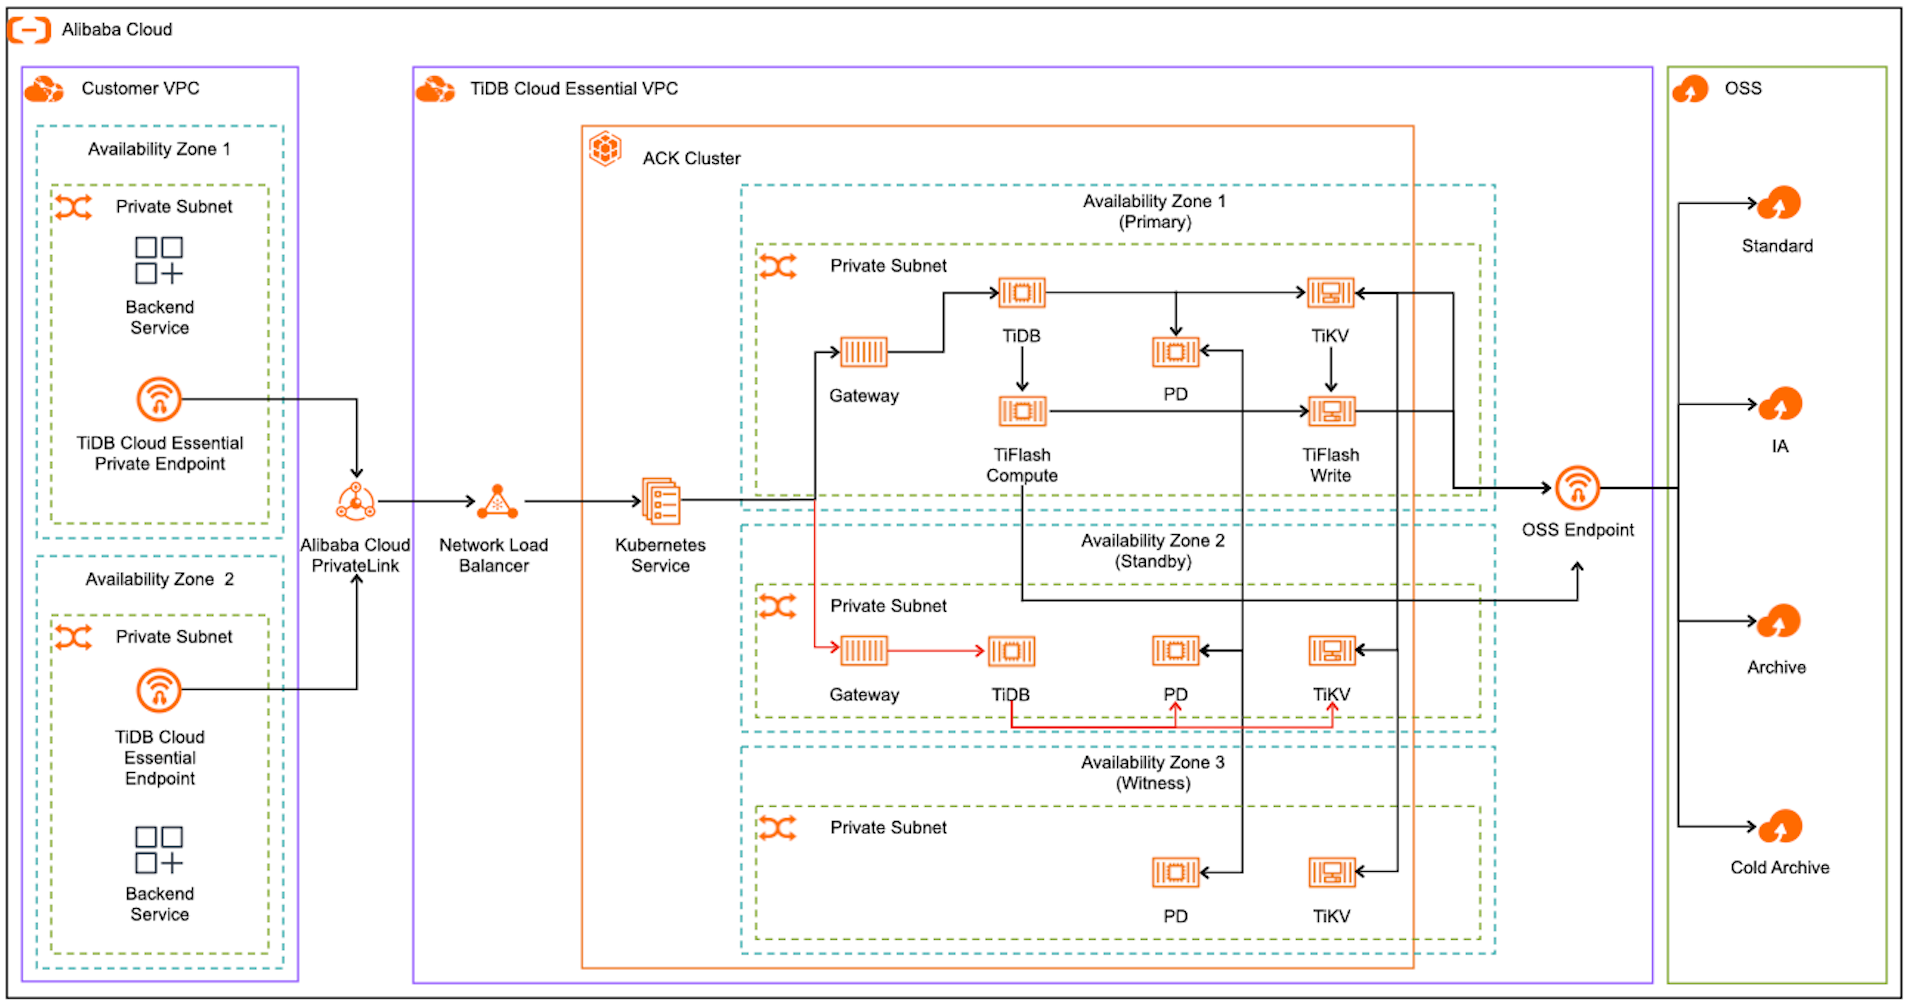 Alibaba Cloud
Customer VPC
Availability Zone 1
Private Subnet
Backend
Service
TiDB Cloud Essential
Private Endpoint
Availability Zone 2
Private Subnet
TiDB Cloud
Essential
Endpoint
Backend
Service
Alibaba Cloud
PrivateLink
TiDB Cloud Essential VPC
Network Load
Balancer
ACK Cluster
Kubernetes
Service
Availability Zone 1
(Primary)
Private Subnet
Gateway
TiDB
PD
TiKV
TiFlash
Compute
TiFlash
Write
Availability Zone 2
(Standby)
Private Subnet
Gateway
TiDB
PD
TiKV
Availability Zone 3
(Witness)
Private Subnet
PD
TiKV
OSS Endpoint
OSS
Standard
IA
Archive
Cold Archive